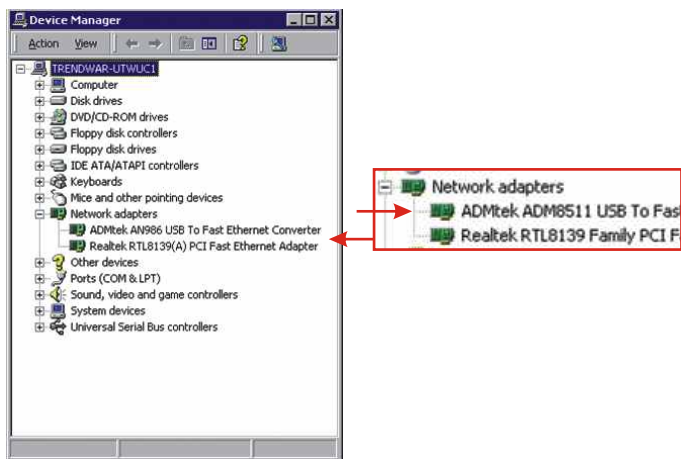 Device Manager
Action View
TRENDWAR-UTWUC1
Computer
Disk drives
DVD/CD-ROM drives
Floppy disk controllers
Floppy disk drives
IDE ATA/ATAPI controllers
Keyboards
Mice and other pointing devices
Network adapters
ADMtek AN986 USB To Fast Ethernet Converter
Realtek RTL8139(A) PCI Fast Ethernet Adapter
Other devices
Ports (COM & LPT)
Sound, video and game controllers
System devices
Universal Serial Bus controllers
Network adapters
ADMtek ADM8511 USB To Fas
Realtek RTL8139 Family PCI F